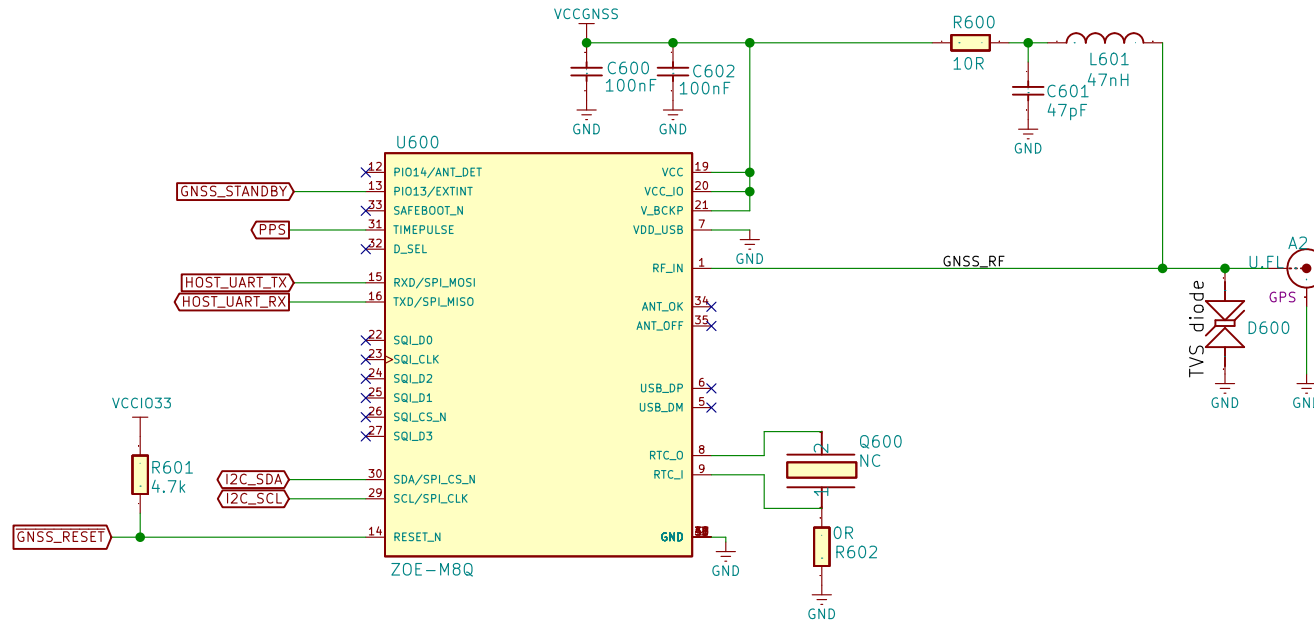 VCCGNSS
R600
10R
L601
47nH
C600
100nF
C602
100nF
C601
47pF
GND
GND
GND
U600
12
PIO14/ANT_DET
GNSS_STANDBY
13
PIO13/EXTINT
33
SAFEBOOT_N
PPS
31
TIMEPULSE
32
D_SEL
HOST_UART_TX
15
RXD/SPI_MOSI
HOST_UART_RX
16
TXD/SPI_MISO
22
SQI_D0
23
SQI_CLK
24
SQI_D2
25
SQI_D1
26
SQI_CS_N
27
SQI_D3
I2C_SDA
30
SDA/SPI_CS_N
I2C_SCL
29
SCL/SPI_CLK
GNSS_RESET
14
RESET_N
VCCIO33
R601
4.7k
VCC
19
VCC_IO
20
V_BCKP
21
VDD_USB
7
GND
RF_IN
1
GNSS_RF
ANT_OK
34
ANT_OFF
35
USB_DP
6
USB_DM
5
RTC_O
8
RTC_I
9
GND
GND
ZOE-M8Q
2
1
Q600
NC
0R
R602
GND
A2
U.FL
GPS
TVS diode
D600
GND
GND